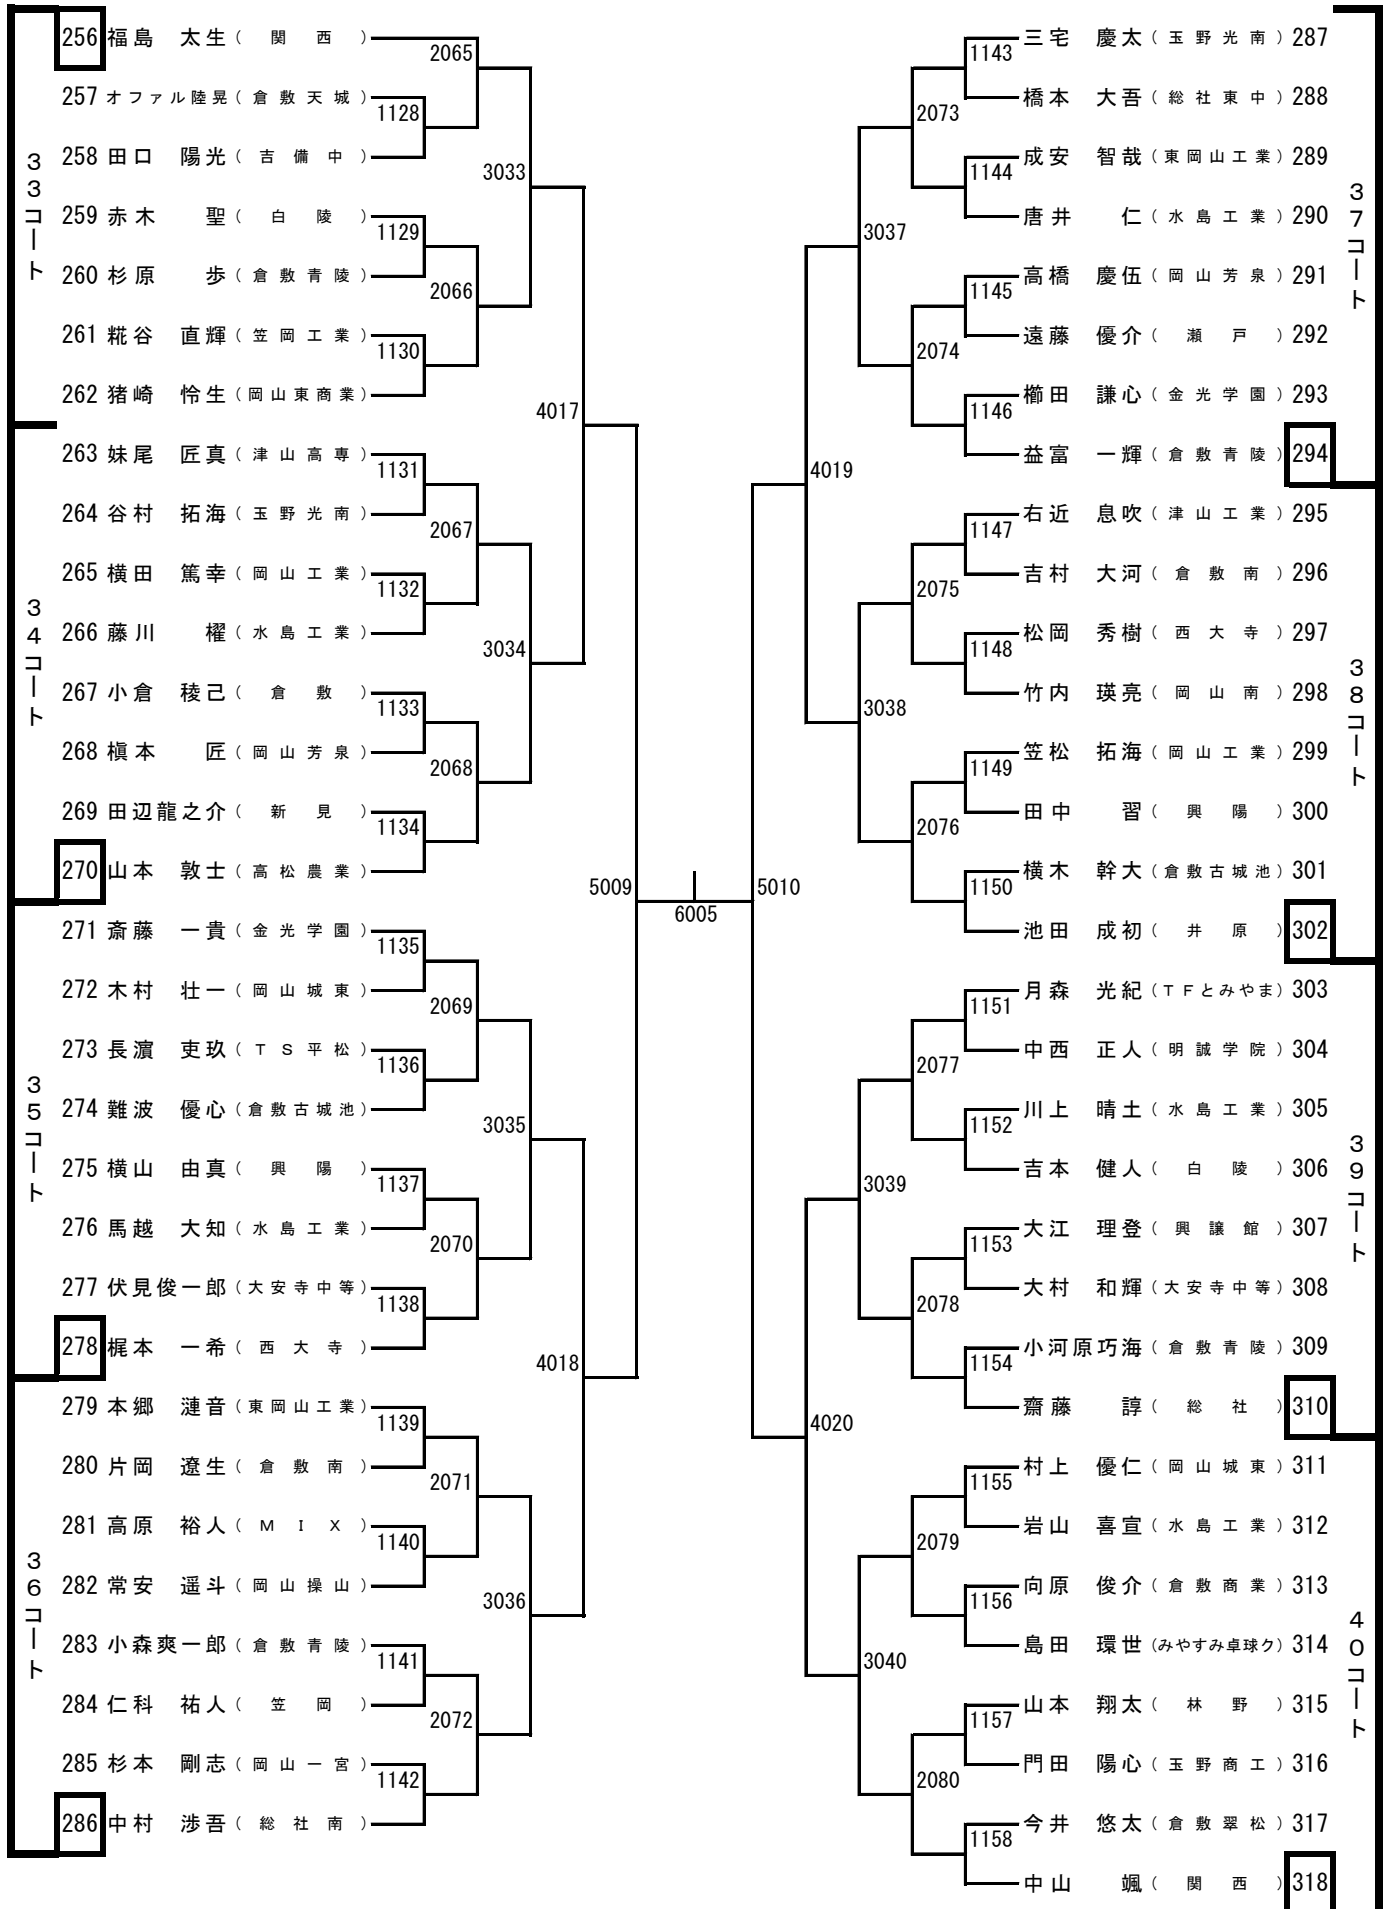 33コート
256 福島 太生 (関西)
257 オファル陸晃 (倉敷天城)
258 田口 陽光 (吉備中)
259 赤木 聖 (白陵)
260 杉原 歩 (倉敷青陵)
261 糀谷 直輝 (笠岡工業)
262 猪崎 怜生 (岡山東商業)
34コート
263 妹尾 匠真 (津山高専)
264 谷村 拓海 (玉野光南)
265 横田 篤幸 (岡山工業)
266 藤川 櫂 (水島工業)
267 小倉 稜己 (倉敷)
268 槇本 匠 (岡山芳泉)
269 田辺龍之介 (新見)
270 山本 敦士 (高松農業)
35コート
271 斎藤 一貴 (金光学園)
272 木村 壮一 (岡山城東)
273 長濵 吏玖 (TS平松)
274 難波 優心 (倉敷古城池)
275 横山 由真 (興陽)
276 馬越 大知 (水島工業)
277 伏見俊一郎 (大安寺中等)
278 梶本 一希 (西大寺)
36コート
279 本郷 漣音 (東岡山工業)
280 片岡 遼生 (倉敷南)
281 高原 裕人 (MIX)
282 常安 遥斗 (岡山操山)
283 小森爽一郎 (倉敷青陵)
284 仁科 祐人 (笠岡)
285 杉本 剛志 (岡山一宮)
286 中村 渉吾 (総社南)
1128
1129
1130
1131
1132
1133
1134
1135
1136
1137
1138
1139
1140
1141
1142
2065
2066
2067
2068
2069
2070
2071
2072
3033
3034
3035
3036
4017
4018
5009
6005
5010
4019
4020
3037
3038
3039
3040
2073
2074
2075
2076
2077
2078
2079
2080
1143
1144
1145
1146
1147
1148
1149
1150
1151
1152
1153
1154
1155
1156
1157
1158
37コート
三宅 慶太 (玉野光南) 287
橋本 大吾 (総社東中) 288
成安 智哉 (東岡山工業) 289
唐井 仁 (水島工業) 290
高橋 慶伍 (岡山芳泉) 291
遠藤 優介 (瀬戸) 292
櫛田 謙心 (金光学園) 293
益富 一輝 (倉敷青陵) 294
38コート
右近 息吹 (津山工業) 295
吉村 大河 (倉敷南) 296
松岡 秀樹 (西大寺) 297
竹内 瑛亮 (岡山南) 298
笠松 拓海 (岡山工業) 299
田中 習 (興陽) 300
横木 幹大 (倉敷古城池) 301
池田 成初 (井原) 302
39コート
月森 光紀 (TFとみやま) 303
中西 正人 (明誠学院) 304
川上 晴土 (水島工業) 305
吉本 健人 (白陵) 306
大江 理登 (興譲館) 307
大村 和輝 (大安寺中等) 308
小河原巧海 (倉敷青陵) 309
齋藤 諄 (総社) 310
40コート
村上 優仁 (岡山城東) 311
岩山 喜宣 (水島工業) 312
向原 俊介 (倉敷商業) 313
島田 環世 (みやすみ卓球ク) 314
山本 翔太 (林野) 315
門田 陽心 (玉野商工) 316
今井 悠太 (倉敷翠松) 317
中山 颯 (関西) 318